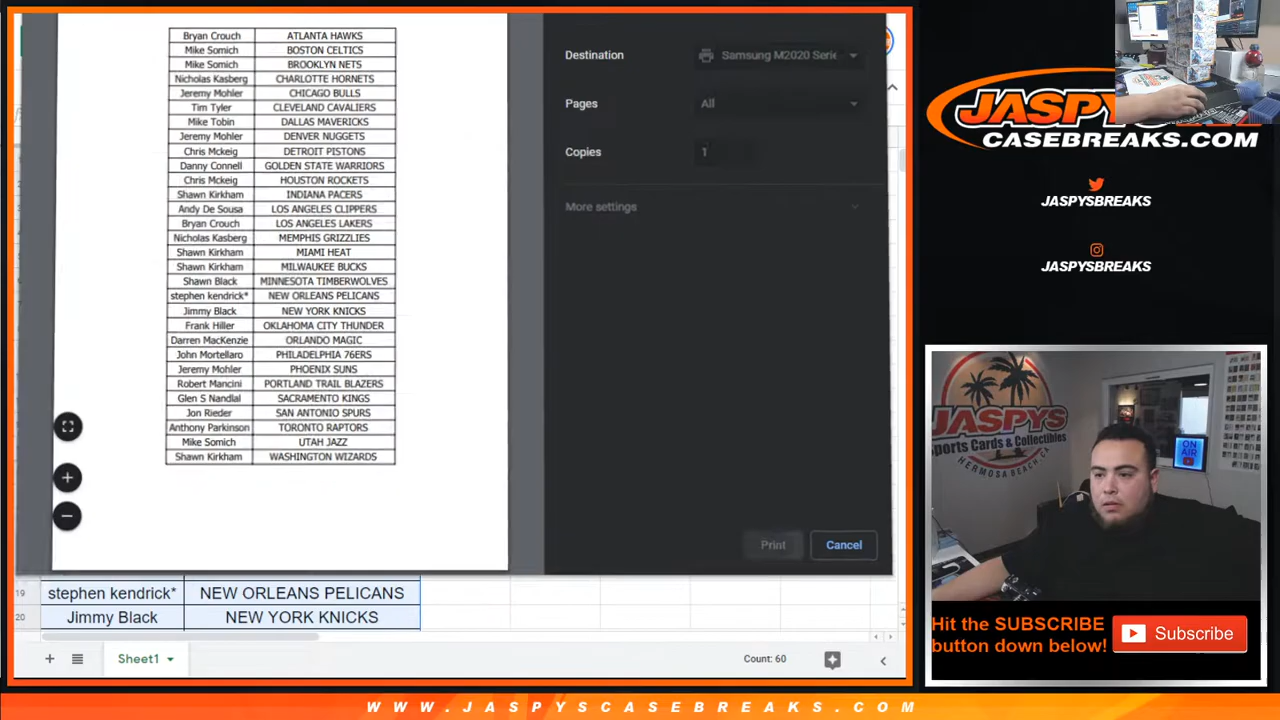 Bryan Crouch ATLANTA HAWKS
Mike Somich BOSTON CELTICS
Mike Somich BROOKLYN NETS
Nicholas Kasberg CHARLOTTE HORNETS
Jeremy Mohler CHICAGO BULLS
Tim Tyler CLEVELAND CAVALIERS
Mike Tobin DALLAS MAVERICKS
Jeremy Mohler DENVER NUGGETS
Chris Mckeig DETROIT PISTONS
Danny Connell GOLDEN STATE WARRIORS
Chris Mckeig HOUSTON ROCKETS
Shawn Kirkham INDIANA PACERS
Andy De Sousa LOS ANGELES CLIPPERS
Bryan Crouch LOS ANGELES LAKERS
Nicholas Kasberg MEMPHIS GRIZZLIES
Shawn Kirkham MIAMI HEAT
Shawn Kirkham MILWAUKEE BUCKS
Shawn Black MINNESOTA TIMBERWOLVES
stephen kendrick* NEW ORLEANS PELICANS
Jimmy Black NEW YORK KNICKS
Frank Hiller OKLAHOMA CITY THUNDER
Darren MacKenzie ORLANDO MAGIC
John Mortellaro PHILADELPHIA 76ERS
Jeremy Mohler PHOENIX SUNS
Robert Mancini PORTLAND TRAIL BLAZERS
Glen S Nandlal SACRAMENTO KINGS
Jon Rieder SAN ANTONIO SPURS
Anthony Parkinson TORONTO RAPTORS
Mike Somich UTAH JAZZ
Shawn Kirkham WASHINGTON WIZARDS
Destination Samsung M2020 Serie
Pages All
Copies 1
More settings
Print Cancel
19 stephen kendrick* NEW ORLEANS PELICANS
20 Jimmy Black NEW YORK KNICKS
Sheet1 Count: 60
JASPYS
CASEBREAKS.COM
JASPYSBREAKS
JASPYSBREAKS
JASPYS
Sports Cards & Collectibles
HERMOSA BEACH, CA
ON
AIR
Hit the SUBSCRIBE
button down below!
Subscribe
WWW.JASPYSCASEBREAKS.COM